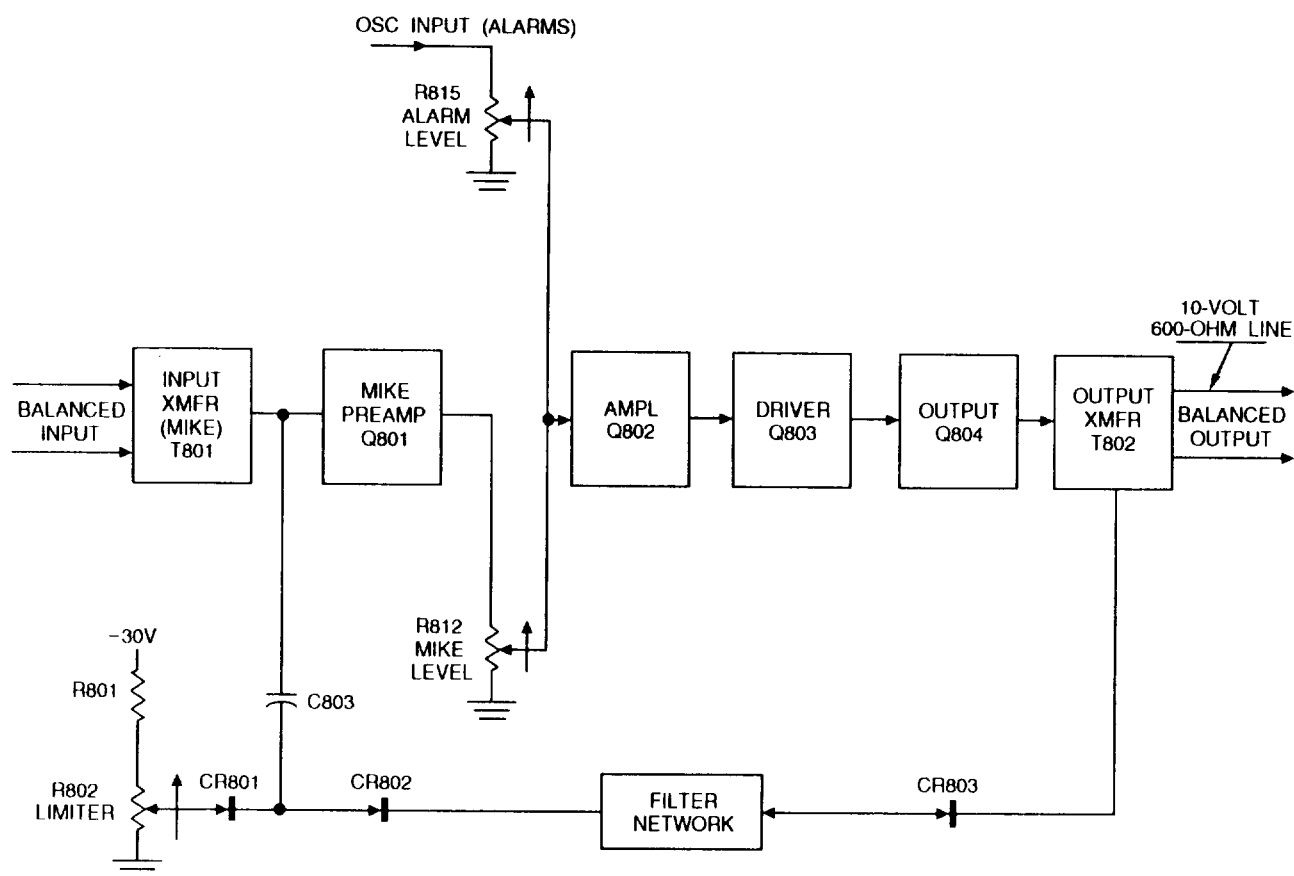 OSC INPUT (ALARMS)
R815
ALARM
LEVEL
10-VOLT
600-OHM LINE
BALANCED
INPUT
INPUT
XMFR
(MIKE)
T801
MIKE
PREAMP
Q801
AMPL
Q802
DRIVER
Q803
OUTPUT
Q804
OUTPUT
XMFR
T802
BALANCED
OUTPUT
R812
MIKE
LEVEL
-30V
R801
C803
R802
LIMITER
CR801
CR802
FILTER
NETWORK
CR803